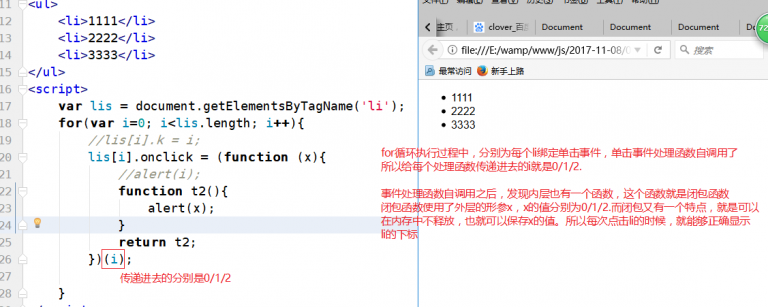 11 <ul>
12 <li>1111</li>
13 <li>2222</li>
14 <li>3333</li>
15 </ul>
16 <script>
17 var lis = document.getElementsByTagName('li');
18 for(var i=0; i<lis.length; i++){
19 //lis[i].k = i;
20 lis[i].onclick = (function (x){
21 //alert(i);
22 function t2(){
23 alert(x);
24 }
25 return t2;
26 })(i);
27
传递进去的分别是0/1/2
28 }
主页
clover_百
Document
Document
Document
72
file:///E:/wamp/www/js/2017-11-08/0
搜索
最常访问
新手上路
1111
2222
3333
for循环执行过程中，分别为每个li绑定单击事件，单击事件处理函数自调用了
所以给每个处理函数传递进去的i就是0/1/2.
事件处理函数自调用之后，发现内层也有一个函数，这个函数就是闭包函数
闭包函数使用了外层的形参x，x的值分别为0/1/2.而闭包又有一个特点，就是可以
在内存中不释放，也就可以保存x的值。所以每次点击li的时候，就能够正确显示
li的下标